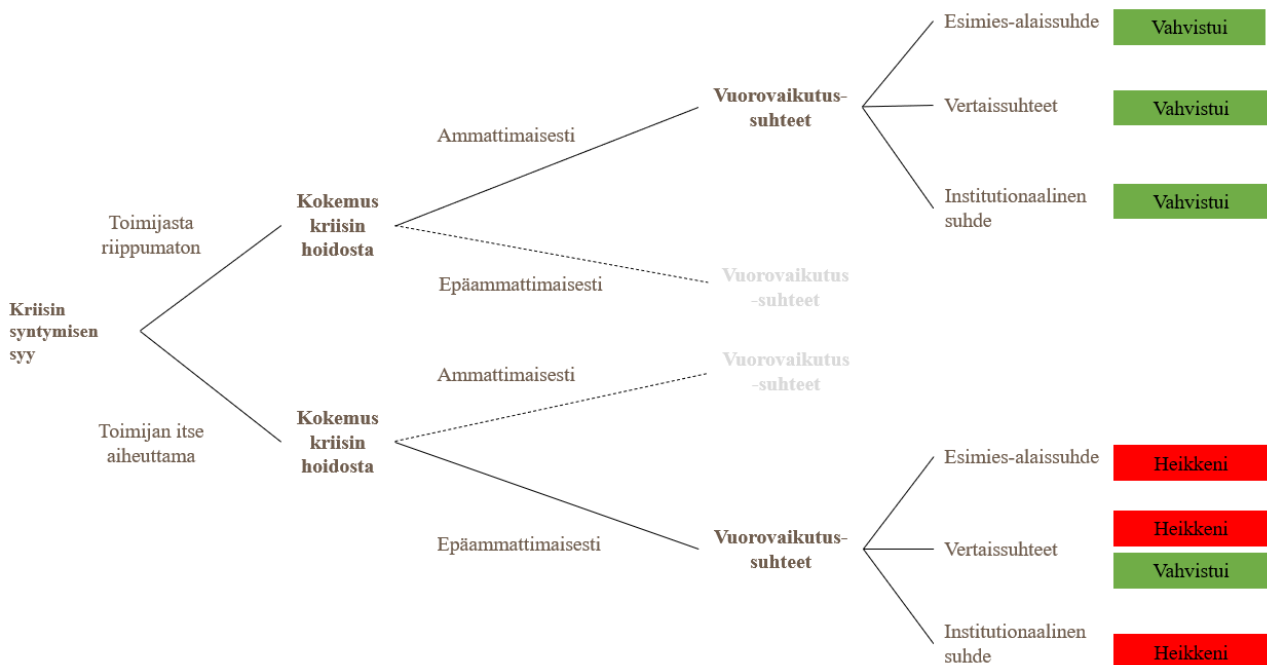 Esimies-alaissuhde
Vahvistui
Vuorovaikutus-
suhteet
Vertaissuhteet
Vahvistui
Ammattimaisesti
Institutionaalinen
suhde
Vahvistui
Kokemus
kriisin
hoidosta
Toimijasta
riippumaton
Epäammattimaisesti
Vuorovaikutus
-suhteet
Kriisin
syntymisen
syy
Vuorovaikutus
-suhteet
Ammattimaisesti
Kokemus
kriisin
hoidosta
Toimijan itse
aiheuttama
Esimies-alaissuhde
Heikkeni
Epäammattimaisesti
Vuorovaikutus-
suhteet
Vertaissuhteet
Heikkeni
Vahvistui
Institutionaalinen
suhde
Heikkeni